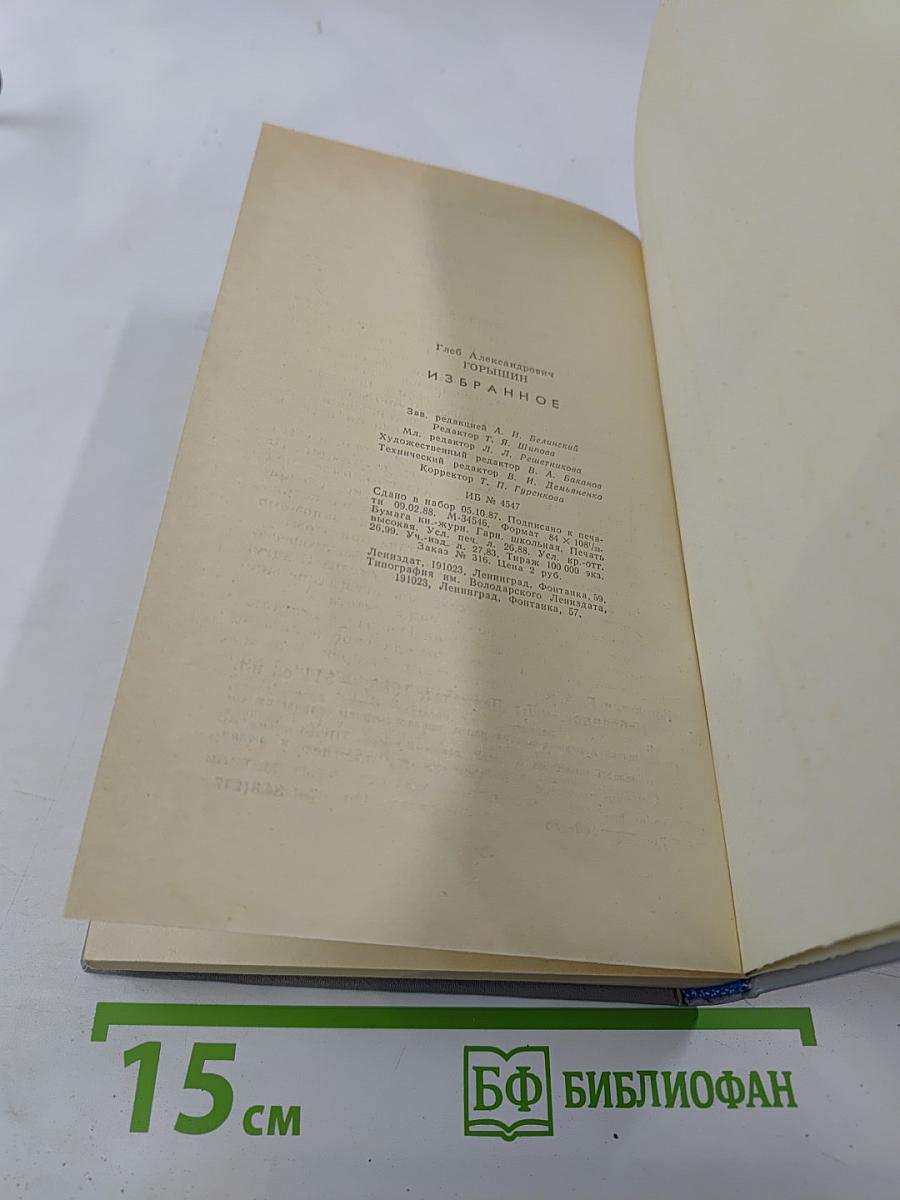 Глеб Александрович
ГОРЫШИН
ИЗБРАННОЕ
Зав. редакцией А. И. Белинский
Редактор Т. Я. Шипова
Мл. редактор Л. Л. Решетникова
Художественный редактор В. А. Баканов
Технический редактор В. И. Демьяненко
Корректор Т. П. Гуренкова
ИБ № 4547
Сдано в набор 05.10.87. Подписано к печа-
ти 09.02.88. М-34546. Формат 84 × 108¹/₃₂.
Бумага кн.-журн. Гарн. школьная. Печать
высокая. Усл. печ. л. 26,88. Усл. кр.-отт.
26,99. Уч.-изд. л. 27,83. Тираж 100 000 экз.
Заказ № 316. Цена 2 руб.
Лениздат, 191023, Ленинград, Фонтанка, 59.
Типография им. Володарского Лениздата,
191023, Ленинград, Фонтанка, 57.
15 см
БФ БИБЛИОФАН